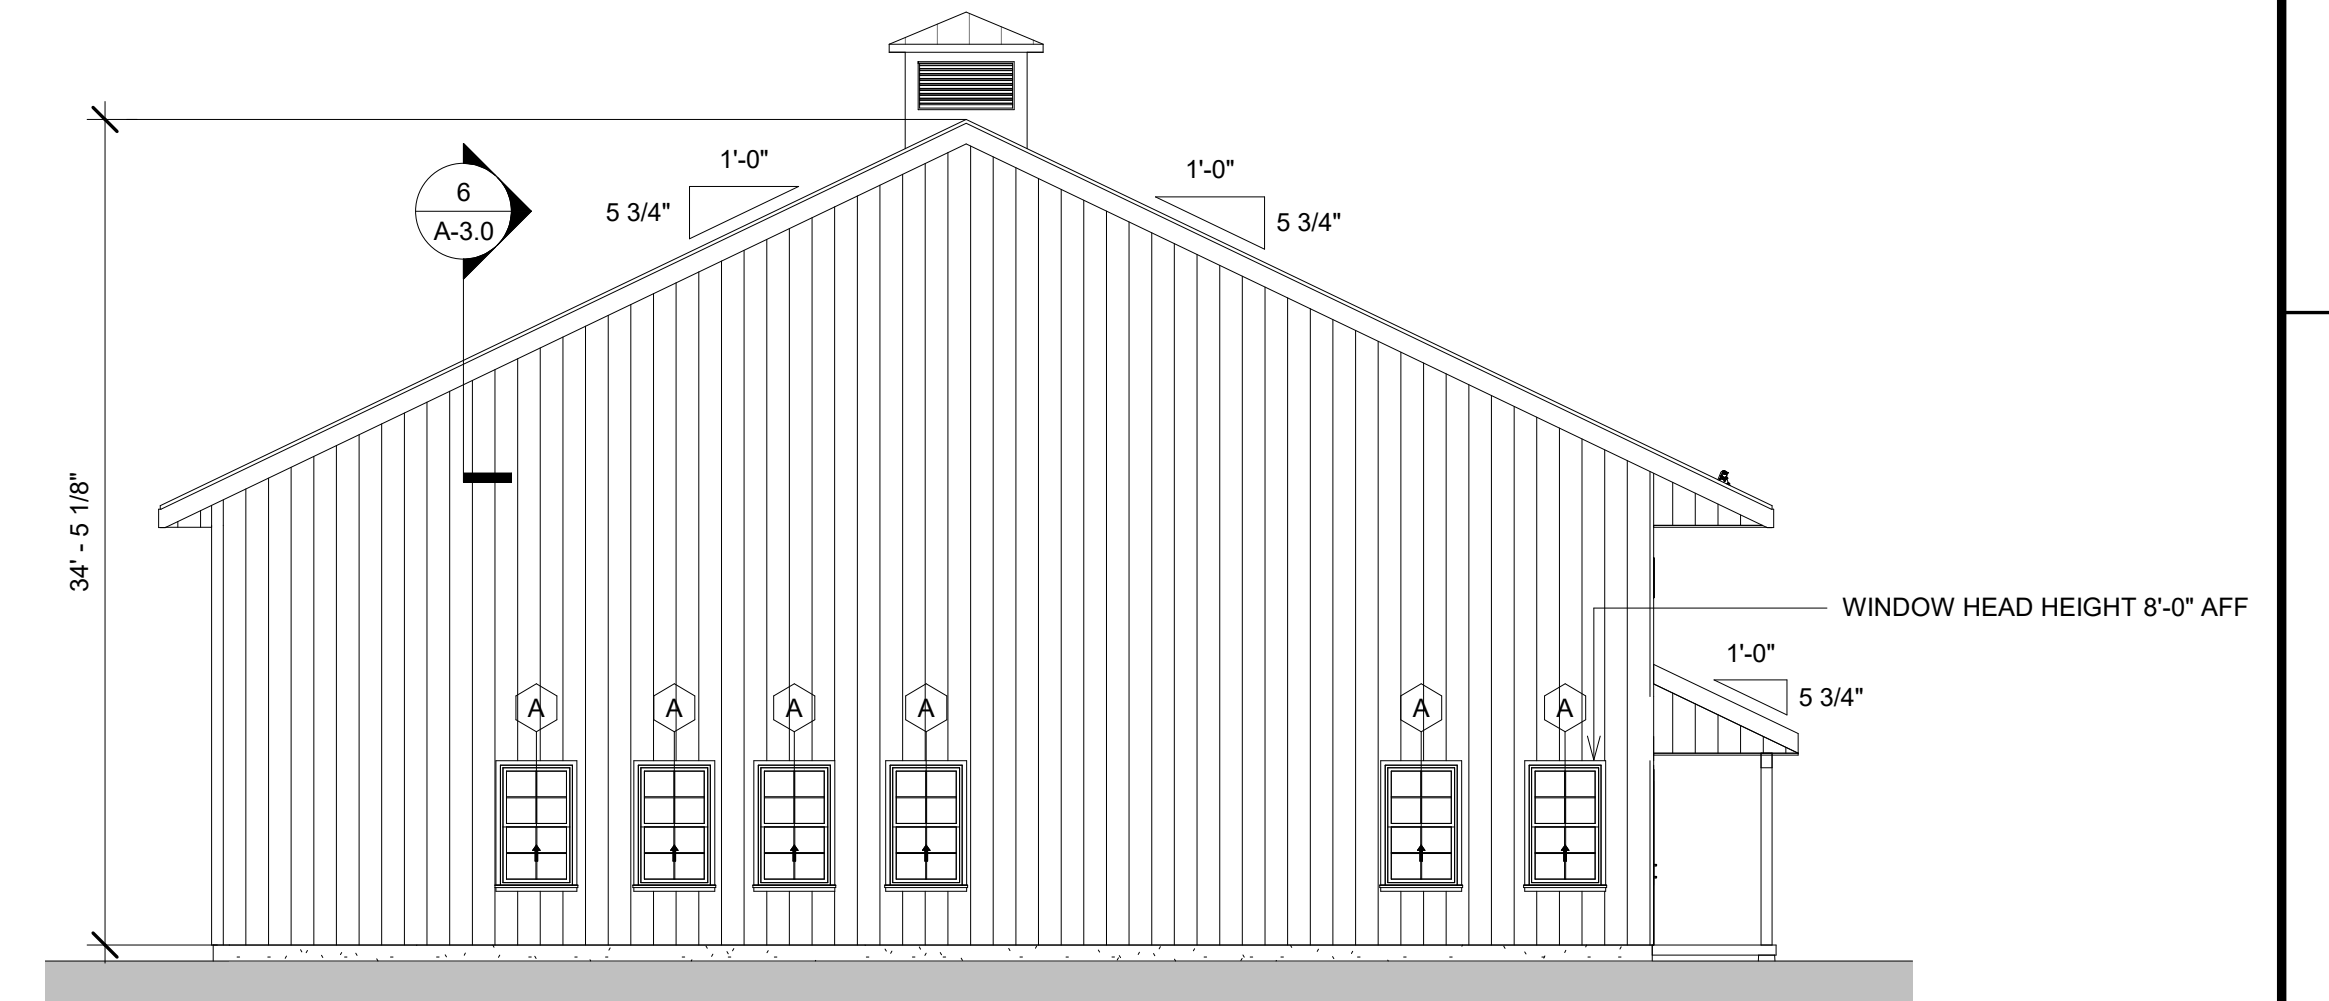 1'-0"
1'-0"
6
A-3.0
5 3/4"
5 3/4"
34' - 5 1/8"
WINDOW HEAD HEIGHT 8'-0" AFF
1'-0"
5 3/4"
A
A
A
A
A
A